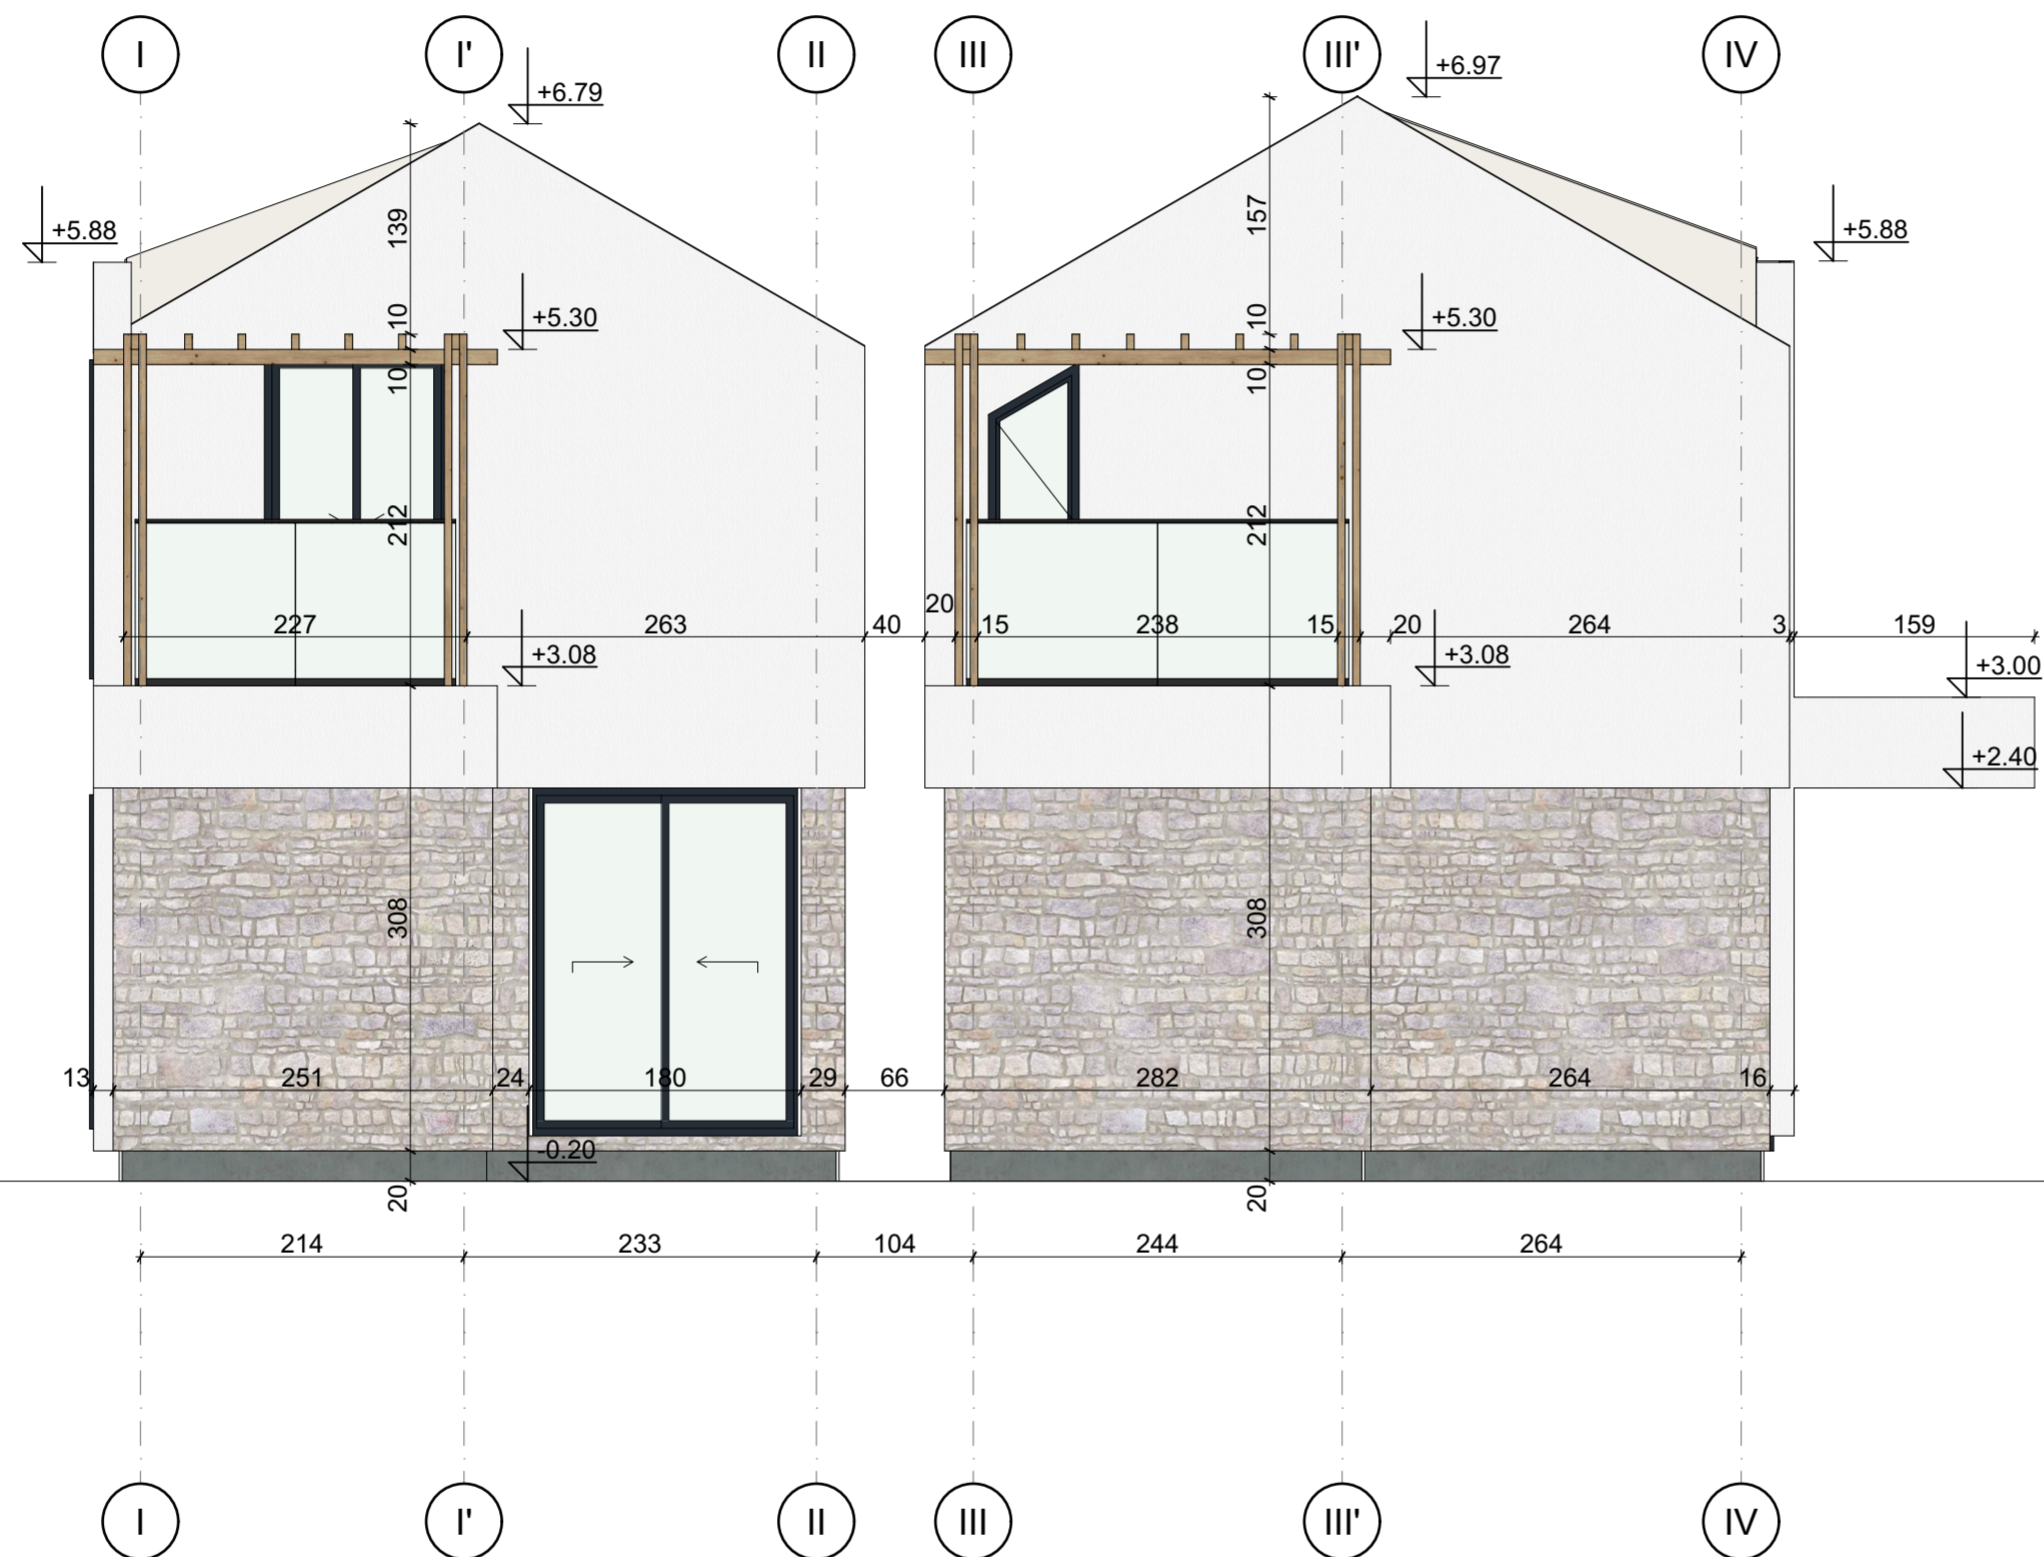 I I' II III III' IV
+6.79 +6.97
139 157
+5.88 +5.88
10 +5.30 10 +5.30
10 10
212 212
227 263 40 20 15 238 15 20 264 3 159
+3.08 +3.08 +3.00
+2.40
308 308
13 251 24 180 29 66 282 264 16
-0.20
20 20
214 233 104 244 264
I I' II III III' IV